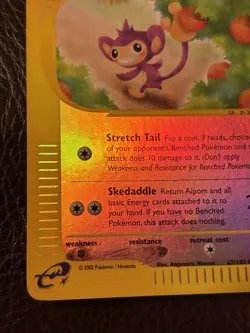 Stretch Tail Flip a coin. If heads, choose
of your opponent's Benched Pokémon and
attack does 10 damage to it. (Don't apply
Weakness and Resistance for Benched Pokémon
Skedaddle Return Aipom and all
basic Energy cards attached to it to
your hand. If you have no Benched
Pokémon, this attack does nothing.
weakness resistance retreat cost
© 2002 Pokémon / Nintendo.
Illus. Kagemaru Himeno